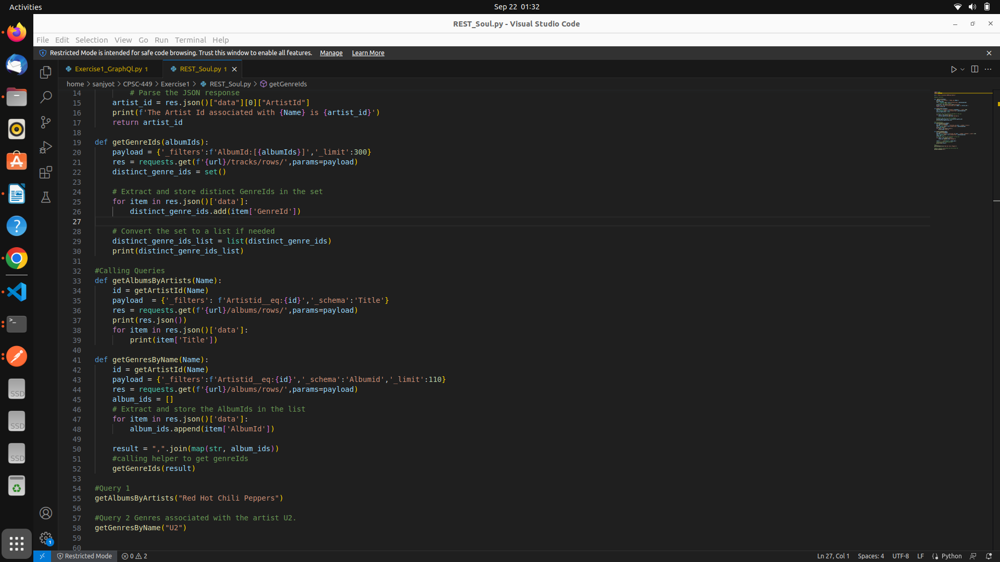 Activities
Sep 22 01:32
REST_Soul.py - Visual Studio Code
File Edit Selection View Go Run Terminal Help
Restricted Mode is intended for safe code browsing. Trust this window to enable all features. Manage Learn More
Exercise1_GraphQl.py 1 REST_Soul.py 1
home > sanjyot > CPSC-449 > Exercise1 > REST_Soul.py > getGenreIds
14         # Parse the JSON response
15     artist_id = res.json()["data"][0]["ArtistId"]
16     print(f'The Artist Id associated with {Name} is {artist_id}')
17     return artist_id
18
19 def getGenreIds(albumIds):
20     payload = {'_filters':f'AlbumId:[{albumIds}]','_limit':300}
21     res = requests.get(f'{url}/tracks/rows/',params=payload)
22     distinct_genre_ids = set()
23
24     # Extract and store distinct GenreIds in the set
25     for item in res.json()['data']:
26         distinct_genre_ids.add(item['GenreId'])
27
28     # Convert the set to a list if needed
29     distinct_genre_ids_list = list(distinct_genre_ids)
30     print(distinct_genre_ids_list)
31
32 #Calling Queries
33 def getAlbumsByArtists(Name):
34     id = getArtistId(Name)
35     payload  = {'_filters': f'Artistid__eq:{id}','_schema':'Title'}
36     res = requests.get(f'{url}/albums/rows/',params=payload)
37     print(res.json())
38     for item in res.json()['data']:
39         print(item['Title'])
40
41 def getGenresByName(Name):
42     id = getArtistId(Name)
43     payload = {'_filters':f'Artistid__eq:{id}','_schema':'Albumid','_limit':110}
44     res = requests.get(f'{url}/albums/rows/',params=payload)
45     album_ids = []
46     # Extract and store the AlbumIds in the list
47     for item in res.json()['data']:
48         album_ids.append(item['AlbumId'])
49
50     result = ",".join(map(str, album_ids))
51     #calling helper to get genreIds
52     getGenreIds(result)
53
54 #Query 1
55 getAlbumsByArtists("Red Hot Chili Peppers")
56
57 #Query 2 Genres associated with the artist U2.
58 getGenresByName("U2")
59
60
SSD
SSD
SSD
1
Restricted Mode 0 2 Ln 27, Col 1 Spaces: 4 UTF-8 LF Python